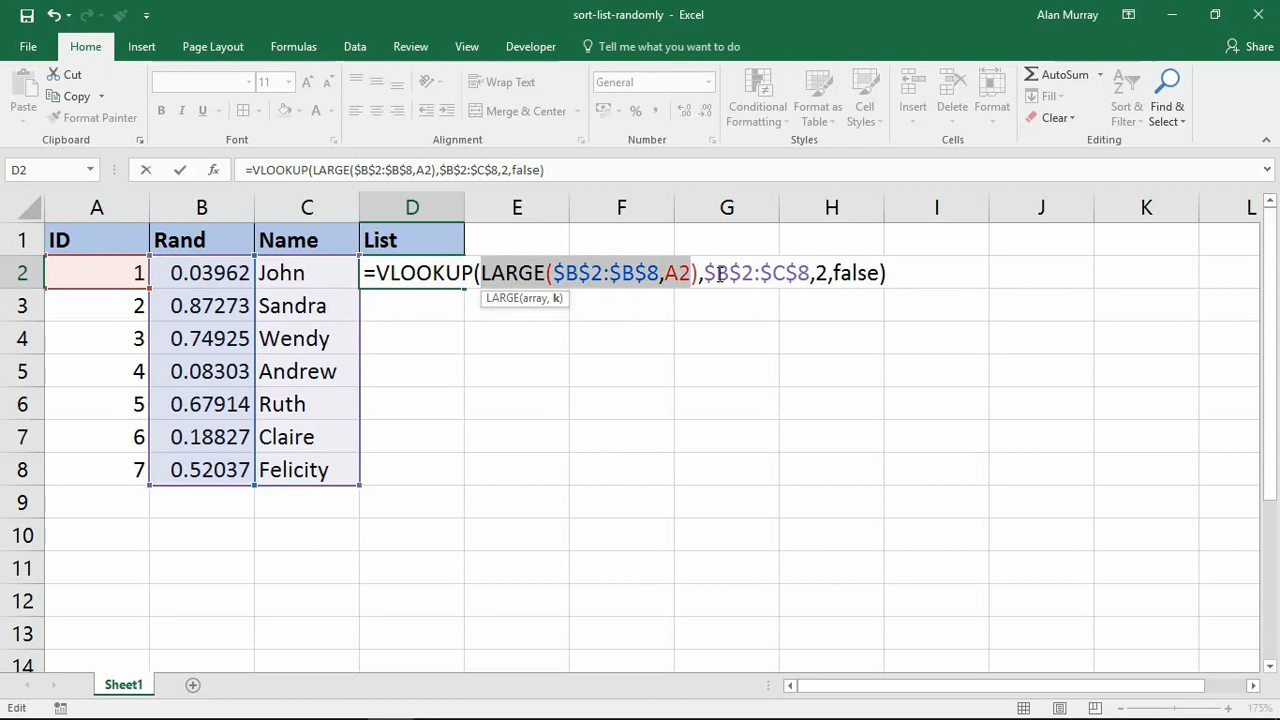 sort-list-randomly - Excel
Alan Murray
File Home Insert Page Layout Formulas Data Review View Developer Tell me what you want to do Share
Paste
Cut
Copy
Format Painter
Clipboard
11
B I U
A A
Font
Wrap Text
Merge & Center
Alignment
General
%
Number
Conditional Formatting
Format as Table
Cell Styles
Styles
Insert
Delete
Format
Cells
AutoSum
Fill
Clear
Sort & Filter
Find & Select
Editing
D2
fx
=VLOOKUP(LARGE($B$2:$B$8,A2),$B$2:$C$8,2,false)
A B C D E F G H I J K L
1 ID Rand Name List
2 1 0.03962 John =VLOOKUP(LARGE($B$2:$B$8,A2),$B$2:$C$8,2,false)
LARGE(array, k)
3 2 0.87273 Sandra
4 3 0.74925 Wendy
5 4 0.08303 Andrew
6 5 0.67914 Ruth
7 6 0.18827 Claire
8 7 0.52037 Felicity
9
10
11
12
13
14
Sheet1
Edit
175%